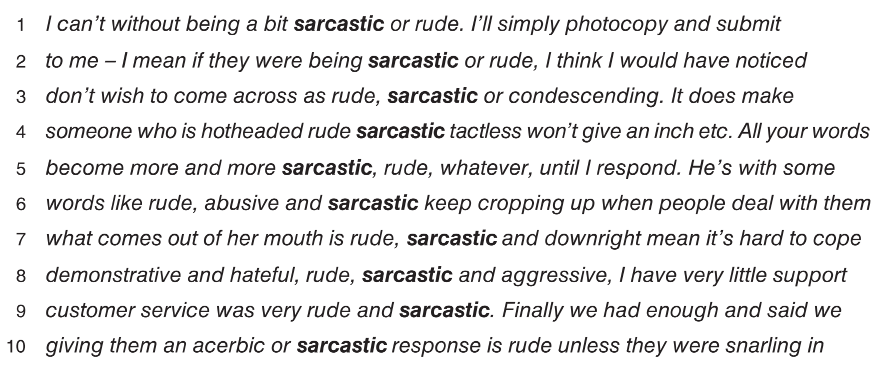 1 I can’t without being a bit sarcastic or rude. I’ll simply photocopy and submit
2 to me – I mean if they were being sarcastic or rude, I think I would have noticed
3 don’t wish to come across as rude, sarcastic or condescending. It does make
4 someone who is hotheaded rude sarcastic tactless won’t give an inch etc. All your words
5 become more and more sarcastic, rude, whatever, until I respond. He’s with some
6 words like rude, abusive and sarcastic keep cropping up when people deal with them
7 what comes out of her mouth is rude, sarcastic and downright mean it’s hard to cope
8 demonstrative and hateful, rude, sarcastic and aggressive, I have very little support
9 customer service was very rude and sarcastic. Finally we had enough and said we
10 giving them an acerbic or sarcastic response is rude unless they were snarling in